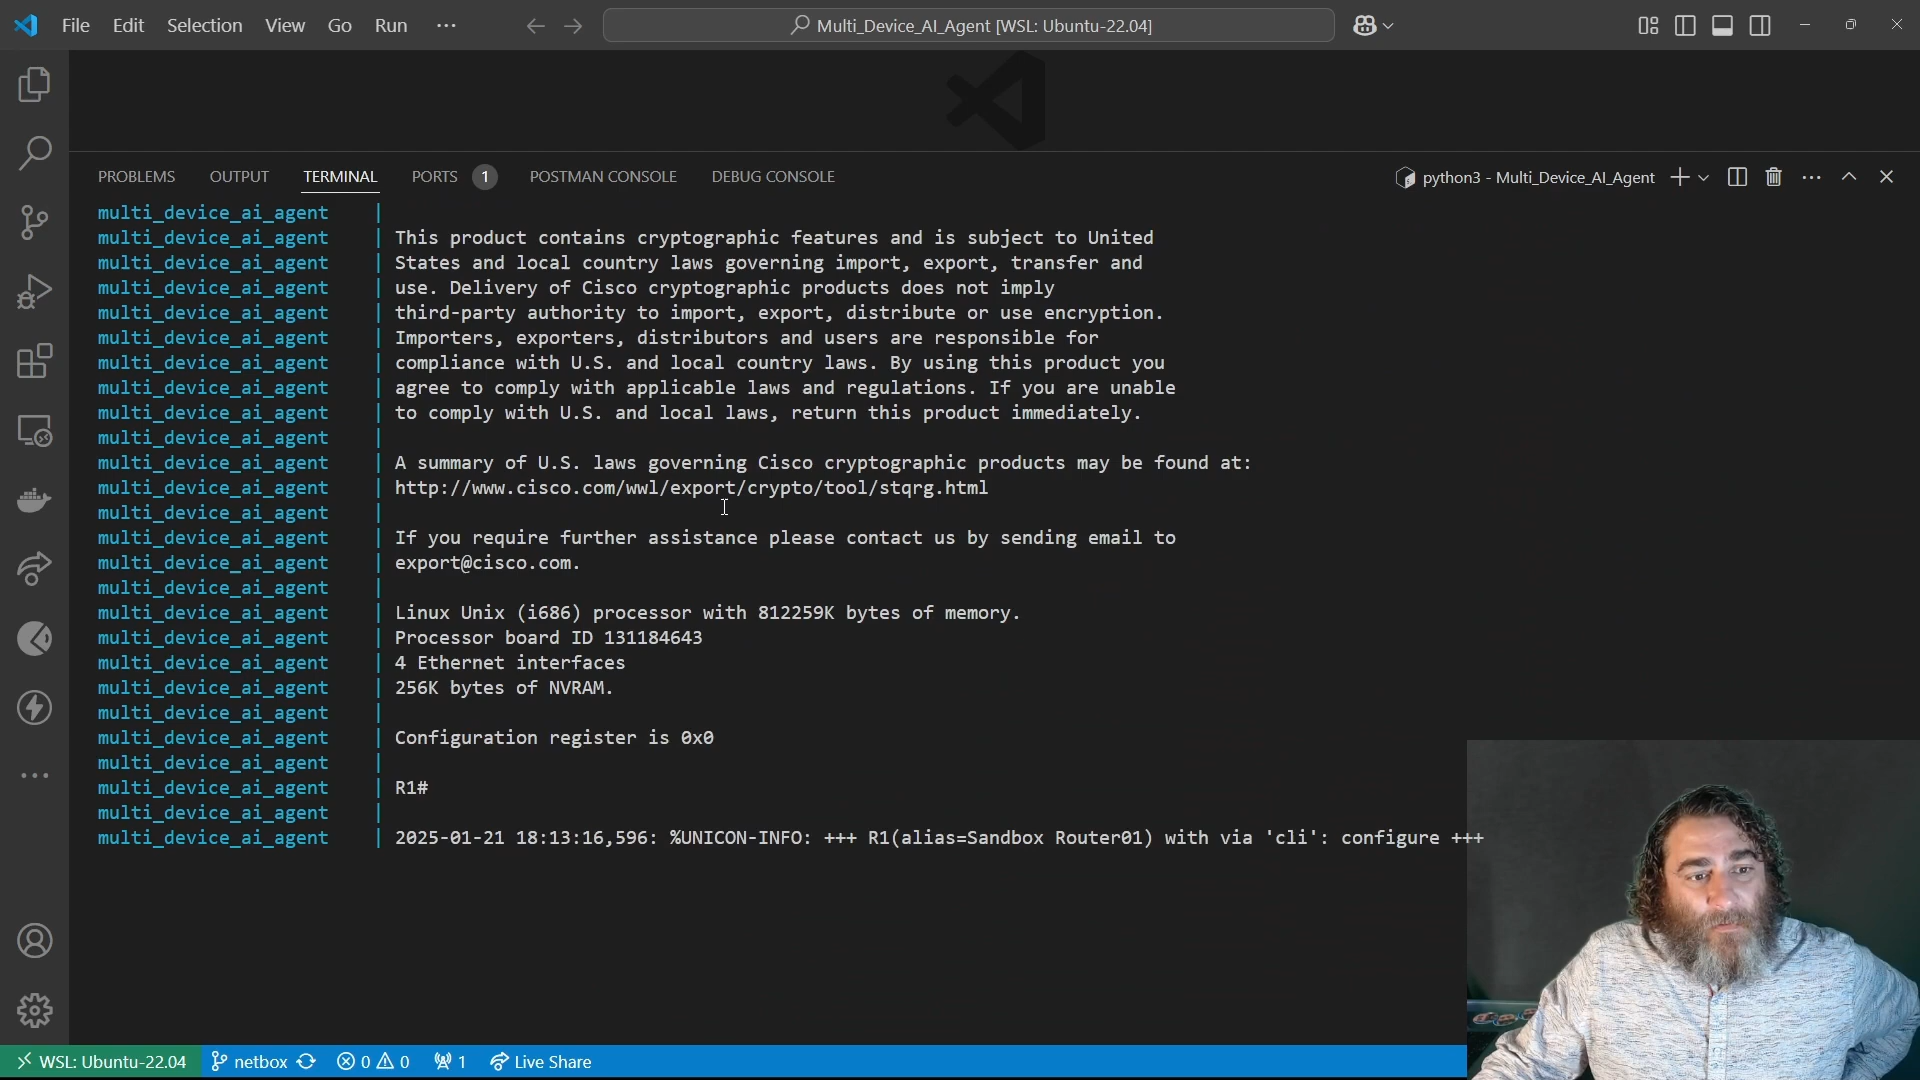 File Edit Selection View Go Run ···
Multi_Device_AI_Agent [WSL: Ubuntu-22.04]
PROBLEMS OUTPUT TERMINAL PORTS 1 POSTMAN CONSOLE DEBUG CONSOLE
python3 - Multi_Device_AI_Agent
multi_device_ai_agent |
multi_device_ai_agent | This product contains cryptographic features and is subject to United
multi_device_ai_agent | States and local country laws governing import, export, transfer and
multi_device_ai_agent | use. Delivery of Cisco cryptographic products does not imply
multi_device_ai_agent | third-party authority to import, export, distribute or use encryption.
multi_device_ai_agent | Importers, exporters, distributors and users are responsible for
multi_device_ai_agent | compliance with U.S. and local country laws. By using this product you
multi_device_ai_agent | agree to comply with applicable laws and regulations. If you are unable
multi_device_ai_agent | to comply with U.S. and local laws, return this product immediately.
multi_device_ai_agent |
multi_device_ai_agent | A summary of U.S. laws governing Cisco cryptographic products may be found at:
multi_device_ai_agent | http://www.cisco.com/wwl/export/crypto/tool/stqrg.html
multi_device_ai_agent |
multi_device_ai_agent | If you require further assistance please contact us by sending email to
multi_device_ai_agent | export@cisco.com.
multi_device_ai_agent |
multi_device_ai_agent | Linux Unix (i686) processor with 812259K bytes of memory.
multi_device_ai_agent | Processor board ID 131184643
multi_device_ai_agent | 4 Ethernet interfaces
multi_device_ai_agent | 256K bytes of NVRAM.
multi_device_ai_agent |
multi_device_ai_agent | Configuration register is 0x0
multi_device_ai_agent |
multi_device_ai_agent | R1#
multi_device_ai_agent |
multi_device_ai_agent | 2025-01-21 18:13:16,596: %UNICON-INFO: +++ R1(alias=Sandbox Router01) with via 'cli': configure +++
WSL: Ubuntu-22.04 netbox 0 0 1 Live Share